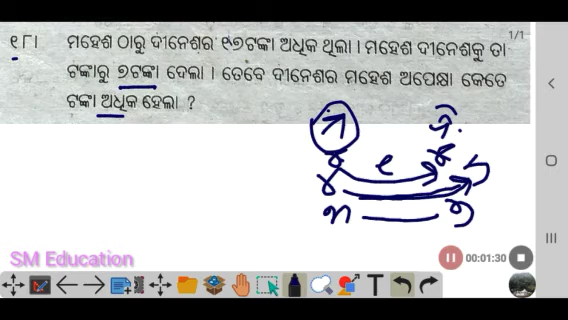 ୧୮। ମହେଶ ଠାରୁ ଦୀନେଶର ୧୭ଟଙ୍କା ଅଧିକ ଥିଲା । ମହେଶ ଦୀନେଶକୁ ତା
ଟଙ୍କାରୁ ୭ଟଙ୍କା ଦେଲା । ତେବେ ଦୀନେଶର ମହେଶ ଅପେକ୍ଷା କେତେ
ଟଙ୍କା ଅଧିକ ହେଲା ?
1/1
SM Education
00:01:30
T